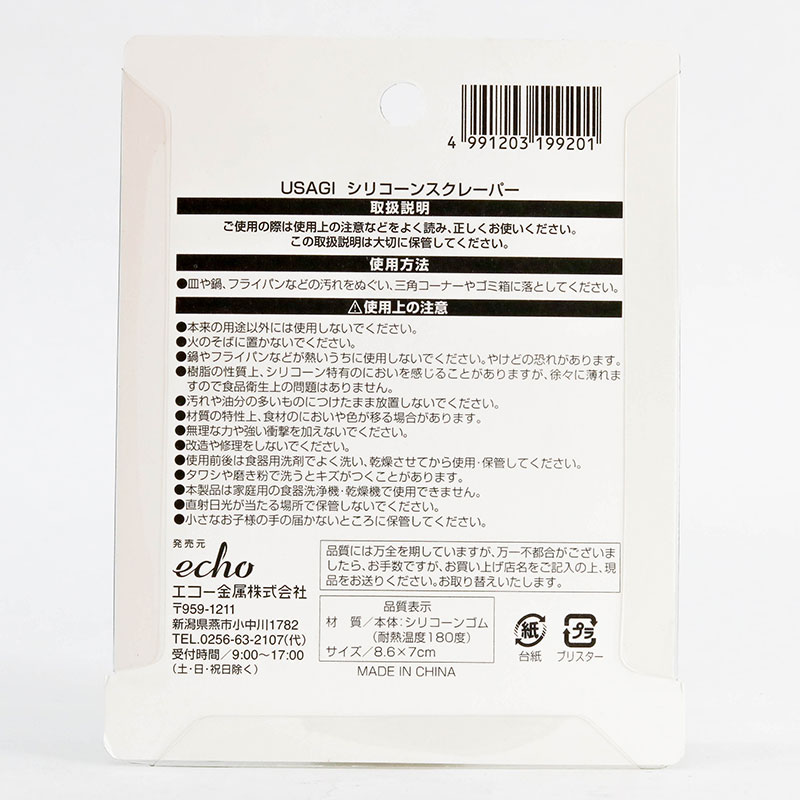 4 991203 199201
USAGI シリコーンスクレーパー
取扱説明
ご使用の際は使用上の注意などをよく読み、正しくお使いください。
この取扱説明は大切に保管してください。
使用方法
●皿や鍋、フライパンなどの汚れをぬぐい、三角コーナーやゴミ箱に落としてください。
⚠使用上の注意
●本来の用途以外には使用しないでください。
●火のそばに置かないでください。
●鍋やフライパンなどが熱いうちに使用しないでください。やけどの恐れがあります。
●樹脂の性質上、シリコーン特有のにおいを感じることがありますが、徐々に薄れま
すので食品衛生上の問題はありません。
●汚れや油分の多いものにつけたまま放置しないでください。
●材質の特性上、食材のにおいや色が移る場合があります。
●無理な力や強い衝撃を加えないでください。
●改造や修理をしないでください。
●使用前後は食器用洗剤でよく洗い、乾燥させてから使用・保管してください。
●タワシや磨き粉で洗うとキズがつくことがあります。
●本製品は家庭用の食器洗浄機・乾燥機で使用できません。
●直射日光が当たる場所で保管しないでください。
●小さなお子様の手の届かないところに保管してください。
発売元
echo
エコー金属株式会社
〒959-1211
新潟県燕市小中川1782
TEL.0256-63-2107(代)
受付時間/9:00〜17:00
(土・日・祝日除く)
品質には万全を期していますが、万一不都合がございま
したら、お手数ですが、お買い上げ店名をご記入の上、現
品をお送りください。お取り替えいたします。
品質表示
材 質/本体:シリコーンゴム
(耐熱温度180度)
サイズ/8.6×7cm
MADE IN CHINA
紙
台紙
プラ
ブリスター